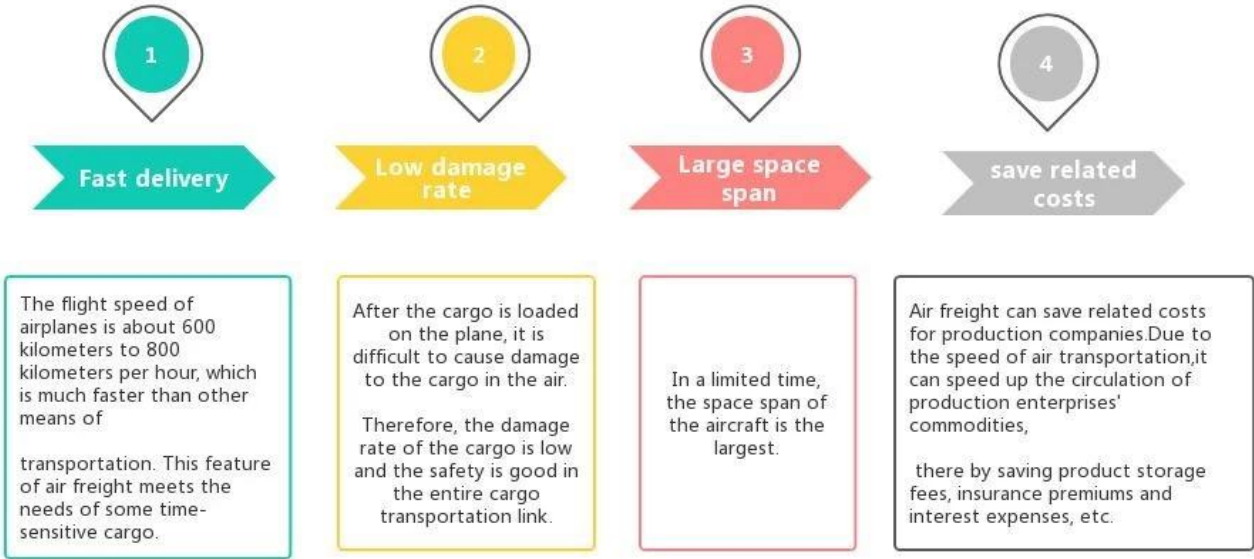 1
Fast delivery
The flight speed of
airplanes is about 600
kilometers to 800
kilometers per hour, which
is much faster than other
means of
transportation. This feature
of air freight meets the
needs of some time-
sensitive cargo.
2
Low damage
rate
After the cargo is loaded
on the plane, it is
difficult to cause damage
to the cargo in the air.
Therefore, the damage
rate of the cargo is low
and the safety is good in
the entire cargo
transportation link.
3
Large space
span
In a limited time,
the space span of
the aircraft is the
largest.
4
save related
costs
Air freight can save related costs
for production companies.Due to
the speed of air transportation,it
can speed up the circulation of
production enterprises'
commodities,
there by saving product storage
fees, insurance premiums and
interest expenses, etc.